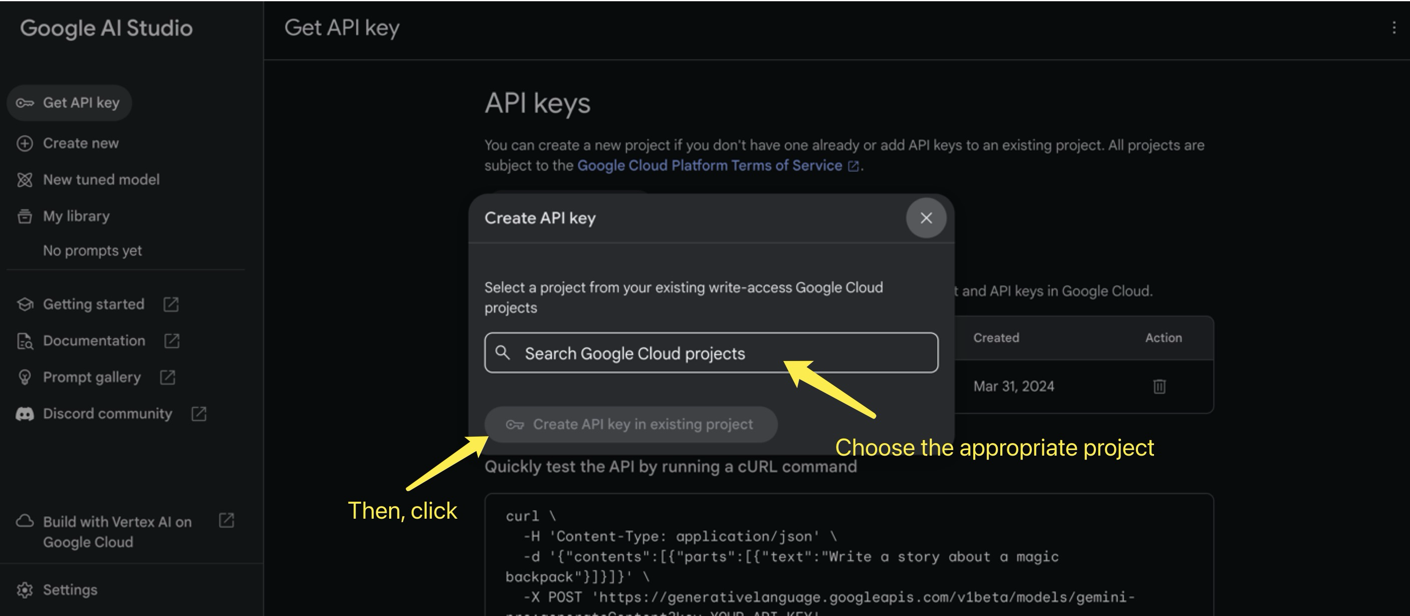 Google AI Studio
Get API key
Get API key
Create new
New tuned model
My library
No prompts yet
Getting started
Documentation
Prompt gallery
Discord community
Build with Vertex AI on
Google Cloud
Settings
API keys
You can create a new project if you don't have one already or add API keys to an existing project. All projects are
subject to the Google Cloud Platform Terms of Service.
Create API key
Select a project from your existing write-access Google Cloud
projects
Search Google Cloud projects
Create API key in existing project
and API keys in Google Cloud.
Created
Action
Mar 31, 2024
Choose the appropriate project
Then, click
Quickly test the API by running a cURL command
curl \
-H 'Content-Type: application/json' \
-d '{"contents":[{"parts":[{"text":"Write a story about a magic
backpack"}]}]}' \
-X POST 'https://generativelanguage.googleapis.com/v1beta/models/gemini-